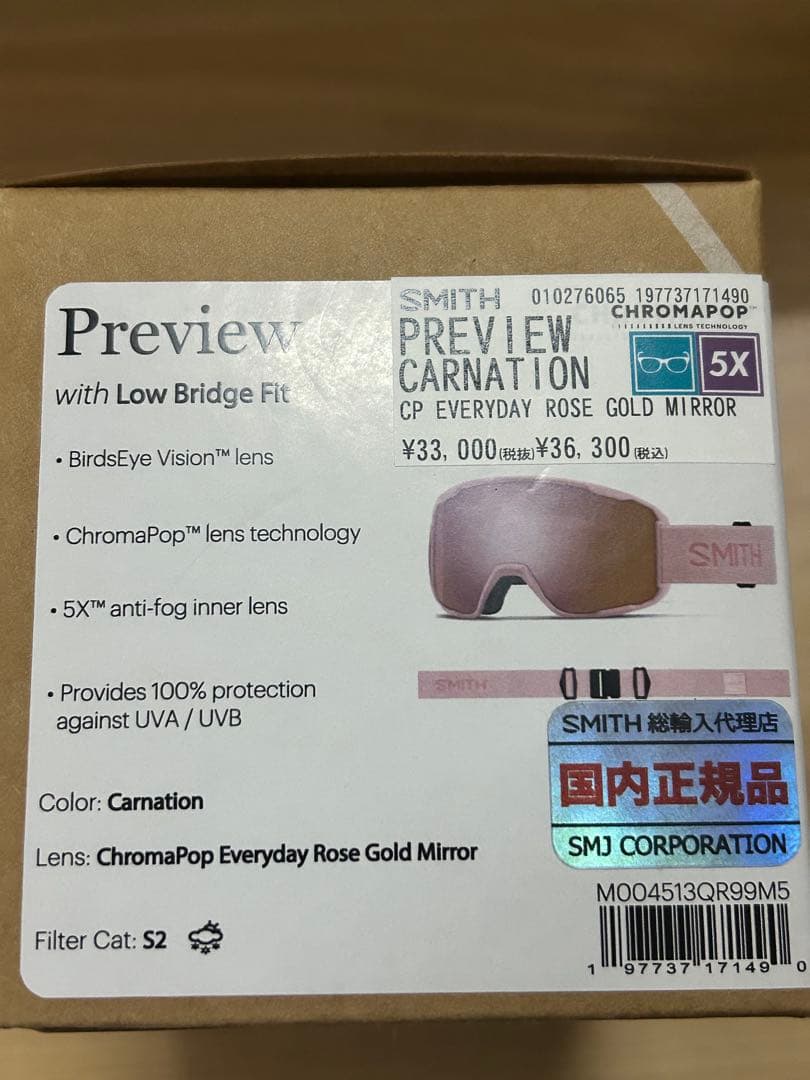 Preview
with Low Bridge Fit
• BirdsEye Vision™ lens
• ChromaPop™ lens technology
• 5X™ anti-fog inner lens
• Provides 100% protection
against UVA / UVB
Color: Carnation
Lens: ChromaPop Everyday Rose Gold Mirror
Filter Cat: S2
SMITH 010276065 197737171490
CHROMAPOP™
LENS TECHNOLOGY
PREVIEW
CARNATION
5X
CP EVERYDAY ROSE GOLD MIRROR
¥33,000(税抜)¥36,300(税込)
SMITH
SMITH
SMITH 総輸入代理店
国内正規品
SMJ CORPORATION
M004513QR99M5
1 97737 17149 0